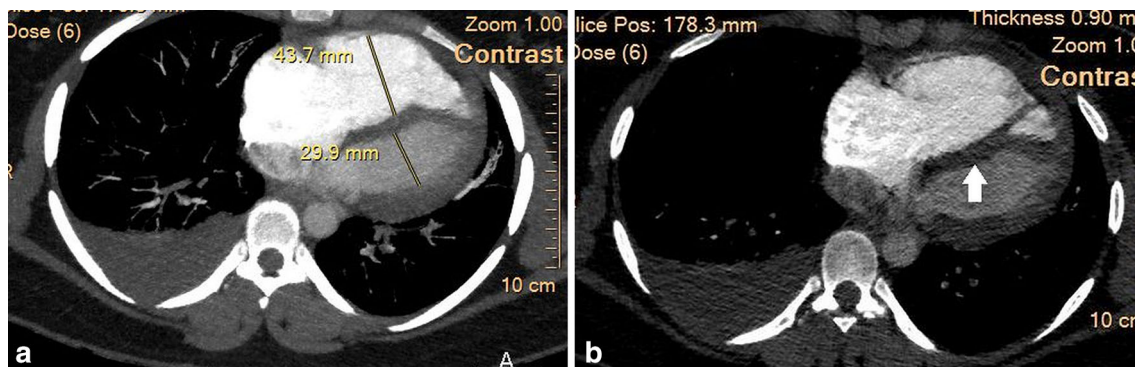 Dose (6)
Zoom 1.00
Contrast
43.7 mm
29.9 mm
R
10 cm
a
A
lice Pos: 178.3 mm
Dose (6)
Thickness 0.90 m
Zoom 1.0
Contras
10 c
b